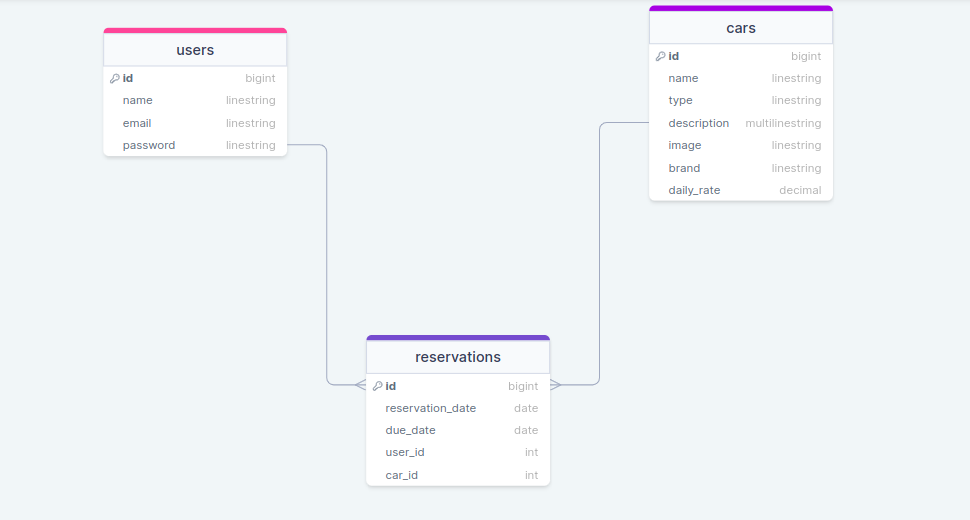 users
id bigint
name linestring
email linestring
password linestring
cars
id bigint
name linestring
type linestring
description multilinestring
image linestring
brand linestring
daily_rate decimal
reservations
id bigint
reservation_date date
due_date date
user_id int
car_id int